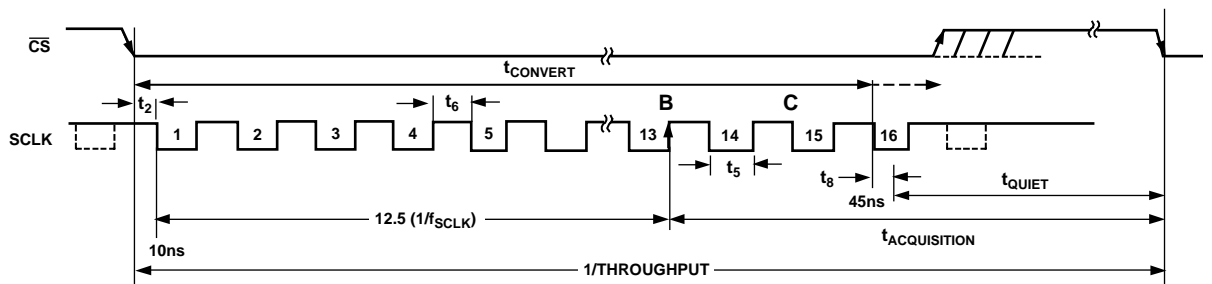 CS
tCONVERT
t2
t6
B
C
SCLK
1
2
3
4
5
13
14
15
16
t5
t8
tQUIET
45ns
12.5 (1/fSCLK)
tACQUISITION
10ns
1/THROUGHPUT